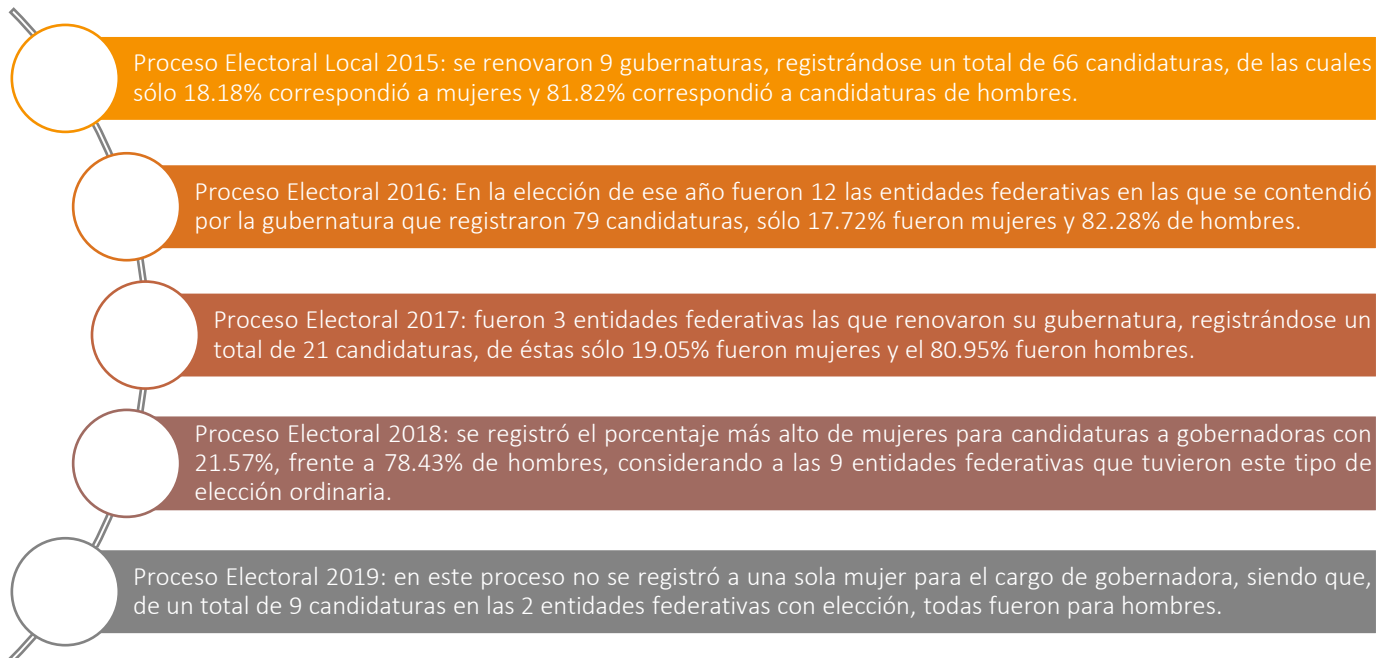 Proceso Electoral Local 2015: se renovaron 9 gubernaturas, registrándose un total de 66 candidaturas, de las cuales
sólo 18.18% correspondió a mujeres y 81.82% correspondió a candidaturas de hombres.
Proceso Electoral 2016: En la elección de ese año fueron 12 las entidades federativas en las que se contendió
por la gubernatura que registraron 79 candidaturas, sólo 17.72% fueron mujeres y 82.28% de hombres.
Proceso Electoral 2017: fueron 3 entidades federativas las que renovaron su gubernatura, registrándose un
total de 21 candidaturas, de éstas sólo 19.05% fueron mujeres y el 80.95% fueron hombres.
Proceso Electoral 2018: se registró el porcentaje más alto de mujeres para candidaturas a gobernadoras con
21.57%, frente a 78.43% de hombres, considerando a las 9 entidades federativas que tuvieron este tipo de
elección ordinaria.
Proceso Electoral 2019: en este proceso no se registró a una sola mujer para el cargo de gobernadora, siendo que,
de un total de 9 candidaturas en las 2 entidades federativas con elección, todas fueron para hombres.